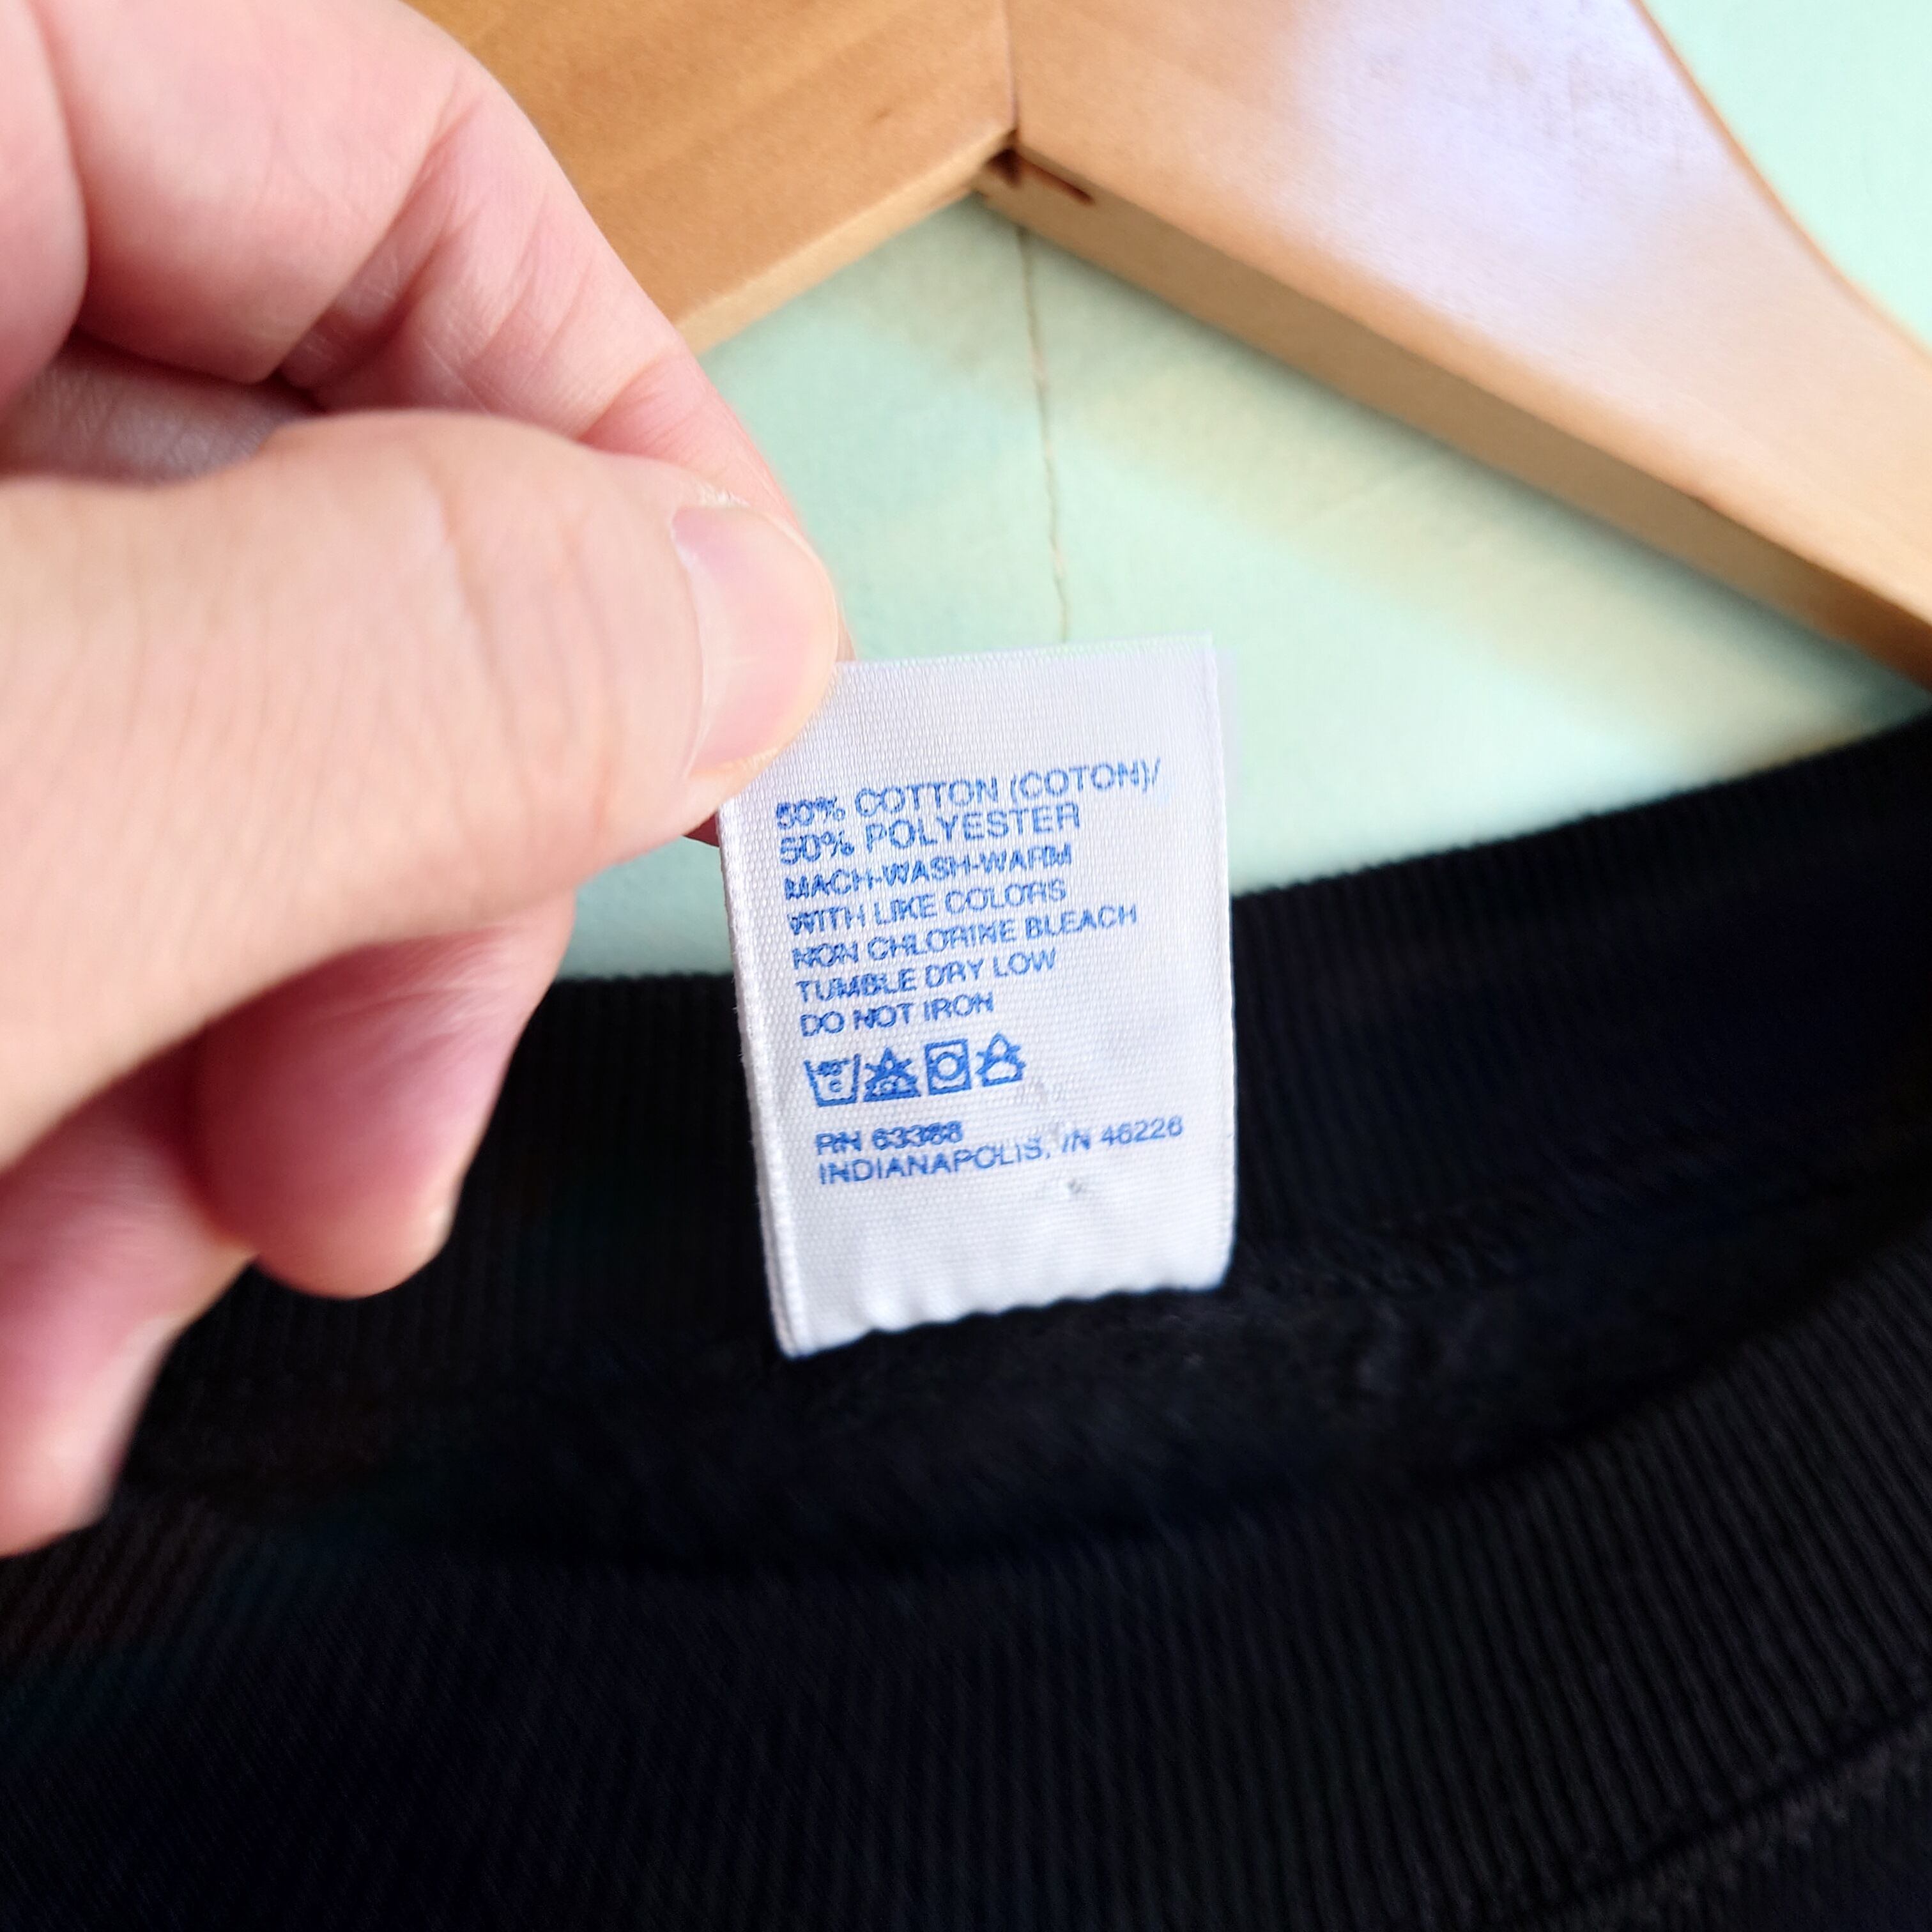 50% COTTON (COTON)/
50% POLYESTER
MACH-WASH-WARM
WITH LIKE COLORS
NON CHLORINE BLEACH
TUMBLE DRY LOW
DO NOT IRON
RN 63388
INDIANAPOLIS, IN 46226